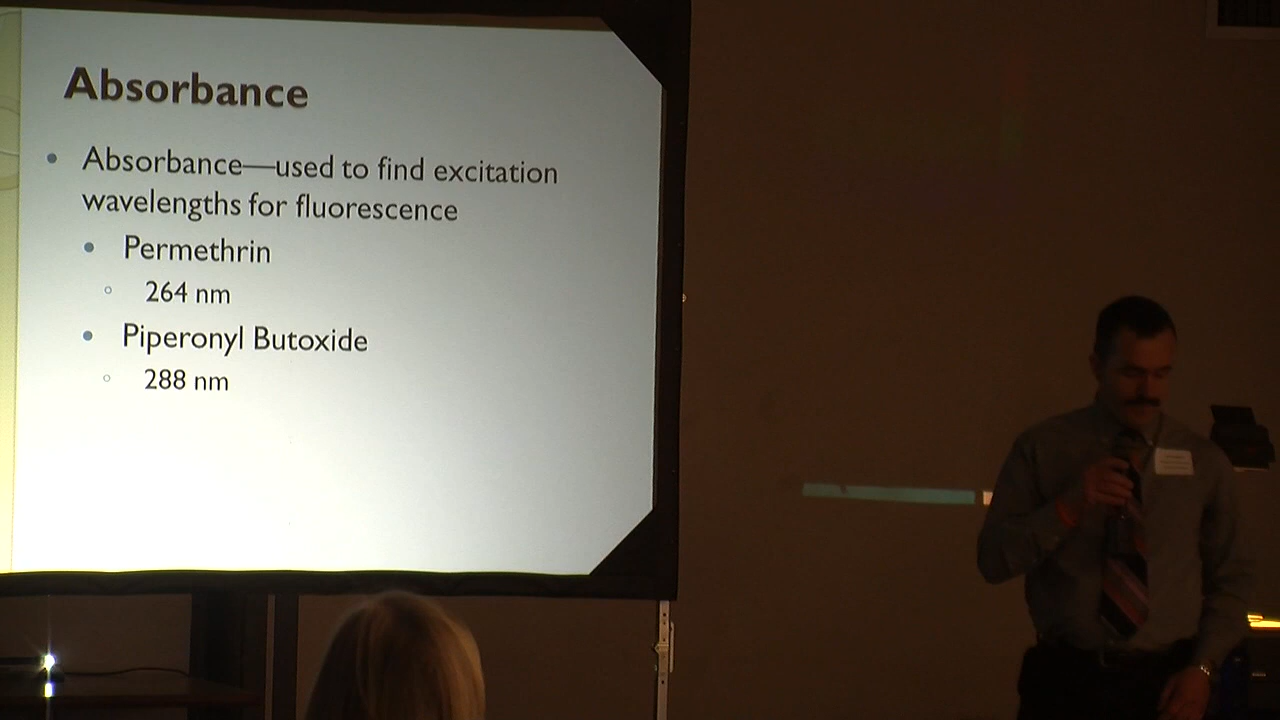 Absorbance
• Absorbance—used to find excitation
wavelengths for fluorescence
• Permethrin
◦ 264 nm
• Piperonyl Butoxide
◦ 288 nm